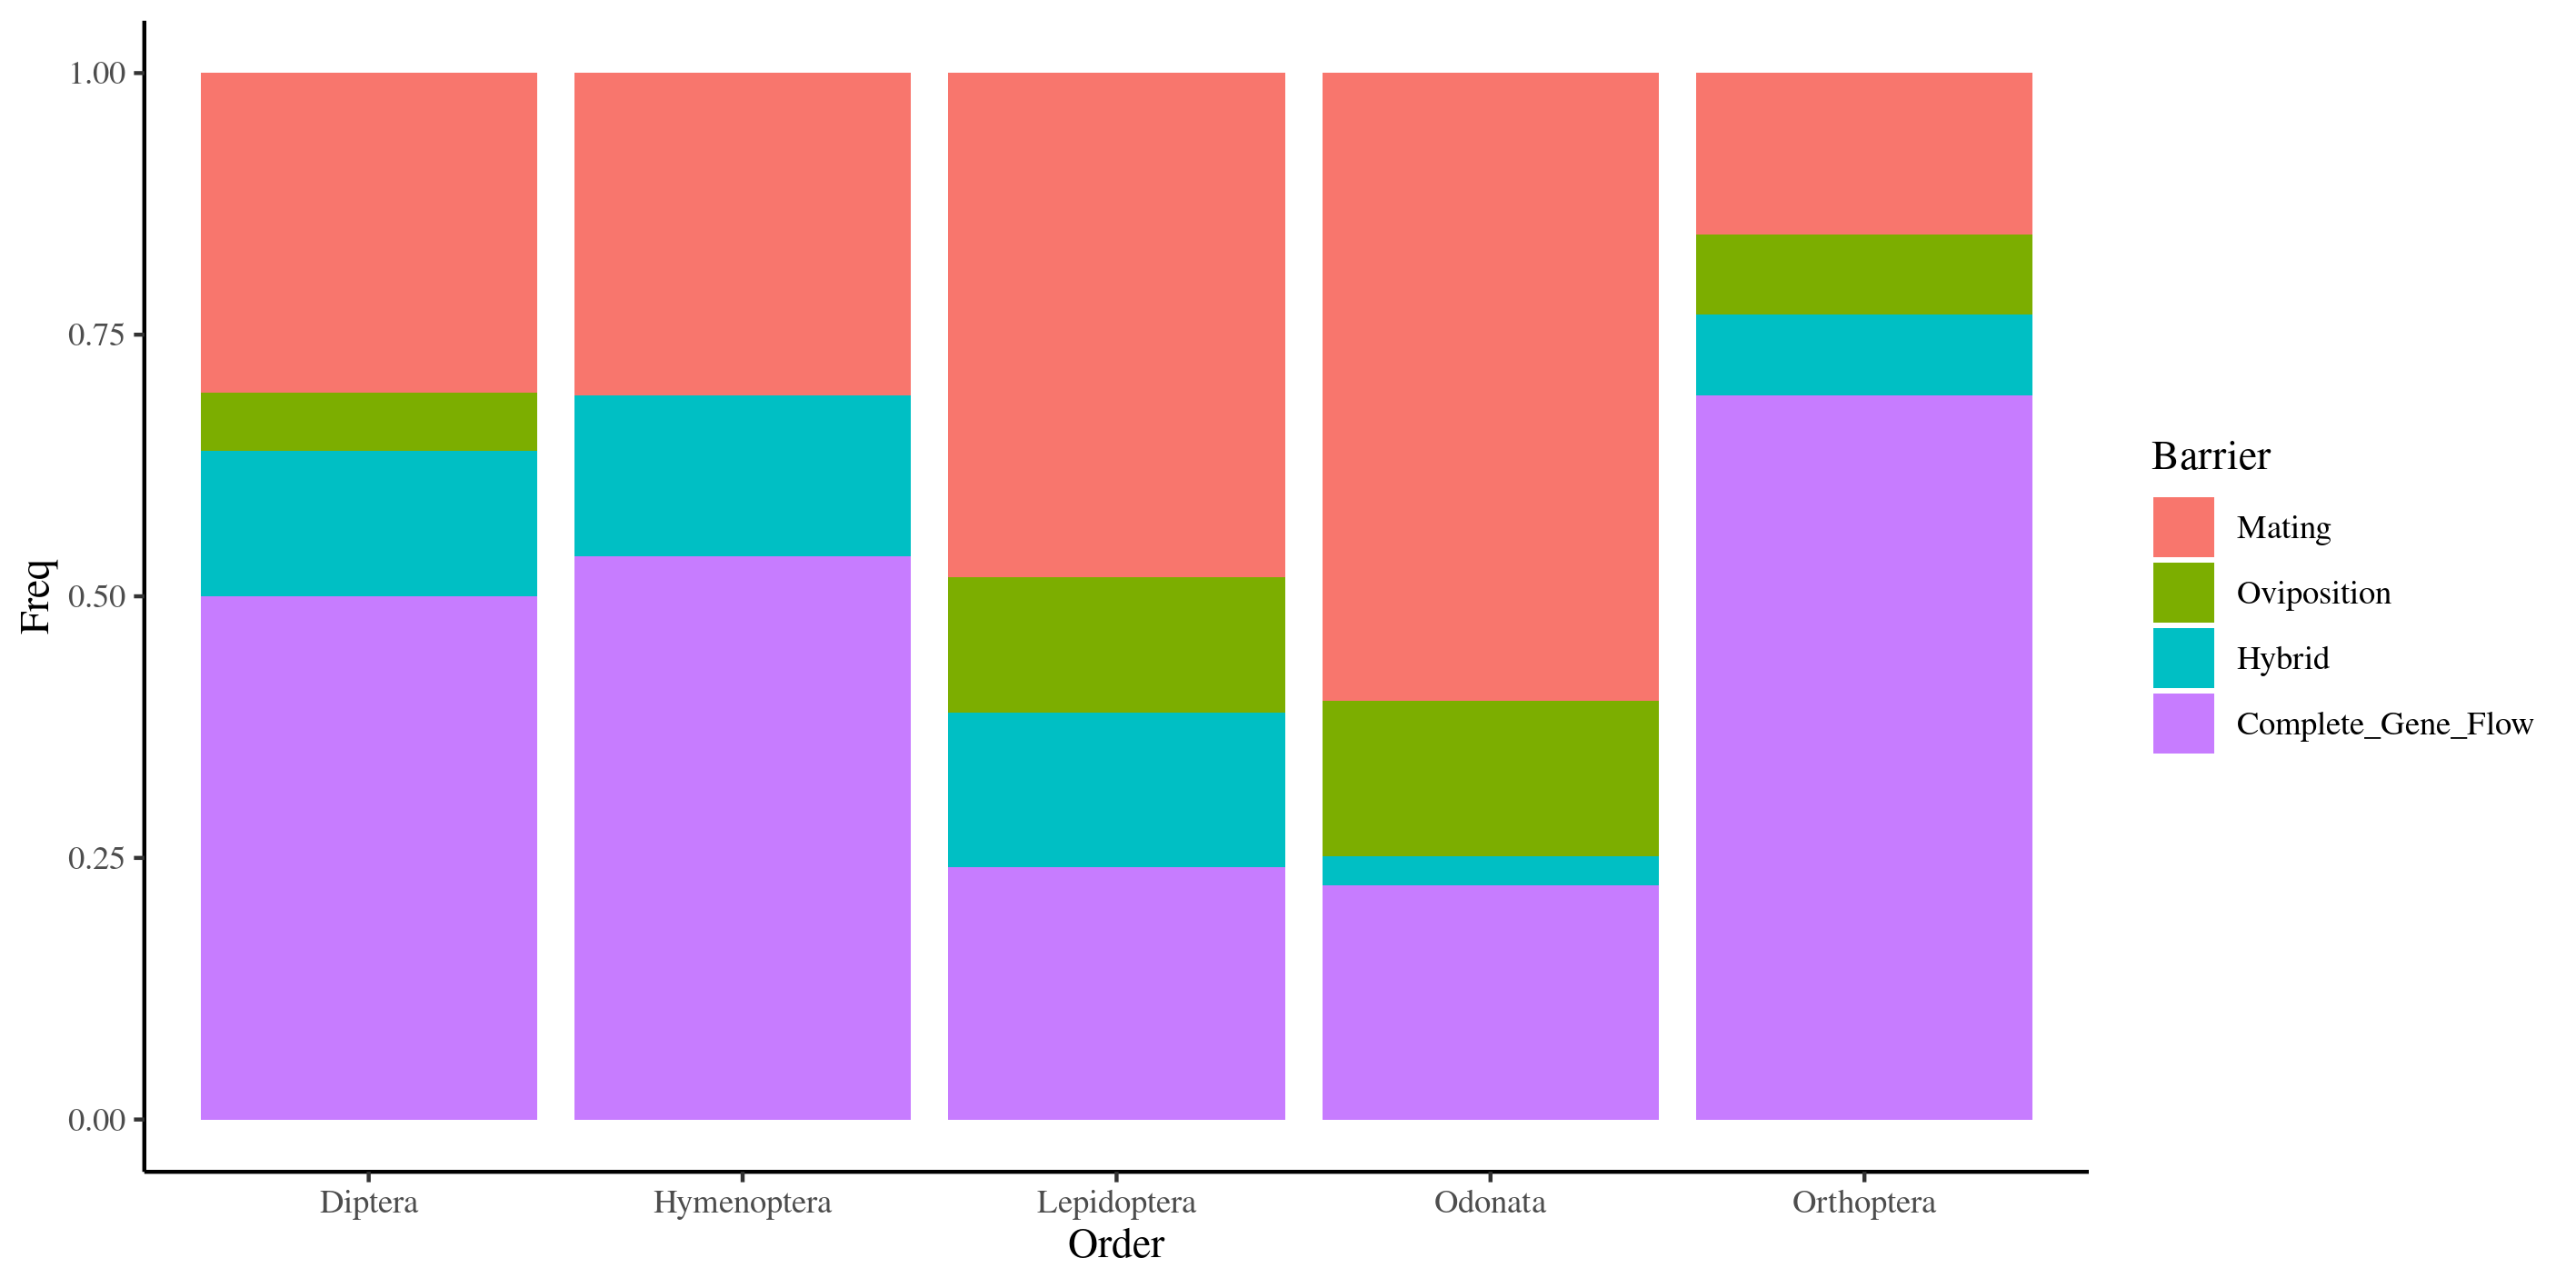 1.00
0.75
0.50
0.25
0.00
Freq
Diptera Hymenoptera Lepidoptera Odonata Orthoptera
Order
Barrier
Mating
Oviposition
Hybrid
Complete_Gene_Flow